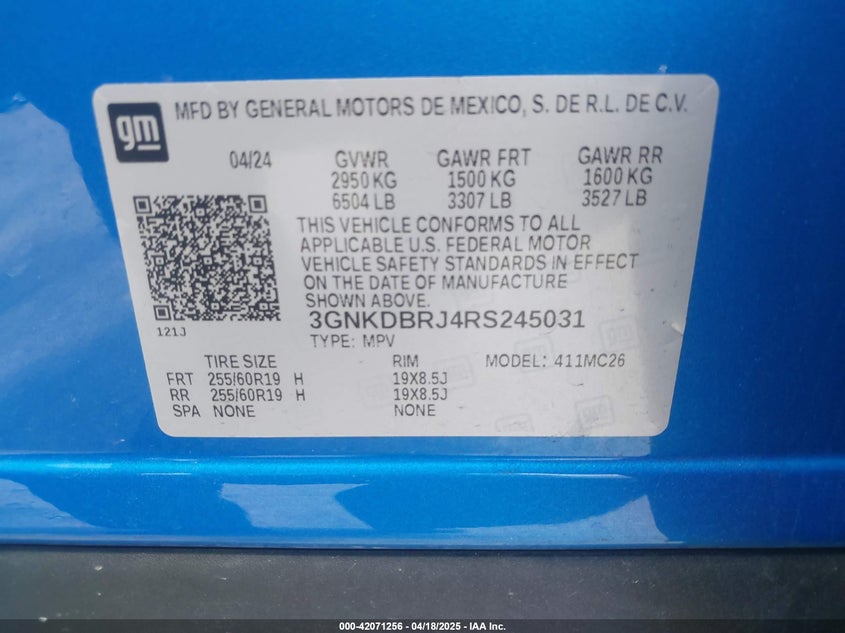 gm
MFD BY GENERAL MOTORS DE MEXICO, S. DE R.L. DE C.V.
04/24 GVWR GAWR FRT GAWR RR
2950 KG 1500 KG 1600 KG
6504 LB 3307 LB 3527 LB
THIS VEHICLE CONFORMS TO ALL
APPLICABLE U.S. FEDERAL MOTOR
VEHICLE SAFETY STANDARDS IN EFFECT
ON THE DATE OF MANUFACTURE
SHOWN ABOVE.
3GNKDBRJ4RS245031
121J
TYPE: MPV
TIRE SIZE RIM MODEL: 411MC26
FRT 255/60R19 H 19X8.5J
RR 255/60R19 H 19X8.5J
SPA NONE NONE
000-42071256 - 04/18/2025 - IAA Inc.